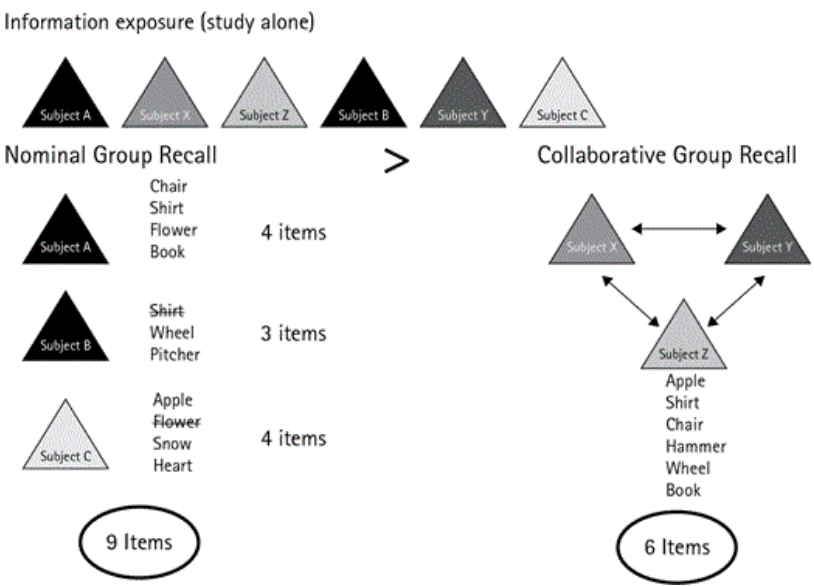 Information exposure (study alone)
Subject A
Subject X
Subject Z
Subject B
Subject Y
Subject C
Nominal Group Recall
>
Collaborative Group Recall
Subject A
Chair
Shirt
Flower
Book
4 items
Subject B
Shirt
Wheel
Pitcher
3 items
Subject C
Apple
Flower
Snow
Heart
4 items
9 Items
Subject X
Subject Y
Subject Z
Apple
Shirt
Chair
Hammer
Wheel
Book
6 Items